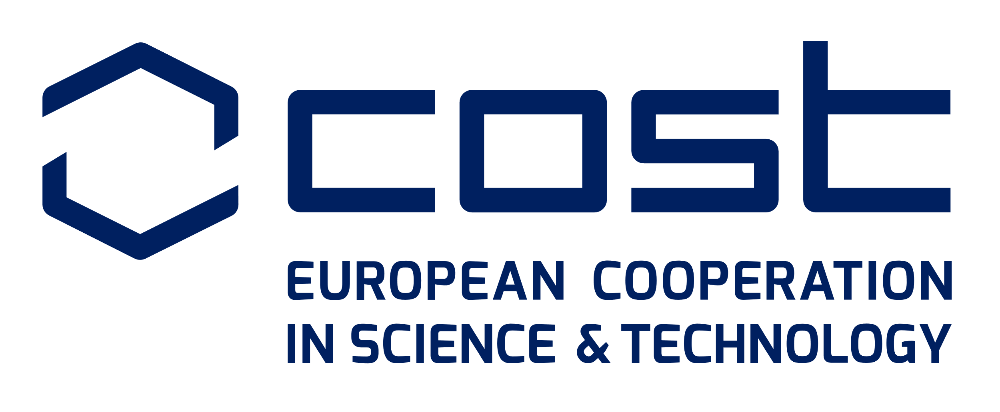 cost
EUROPEAN COOPERATION
IN SCIENCE & TECHNOLOGY